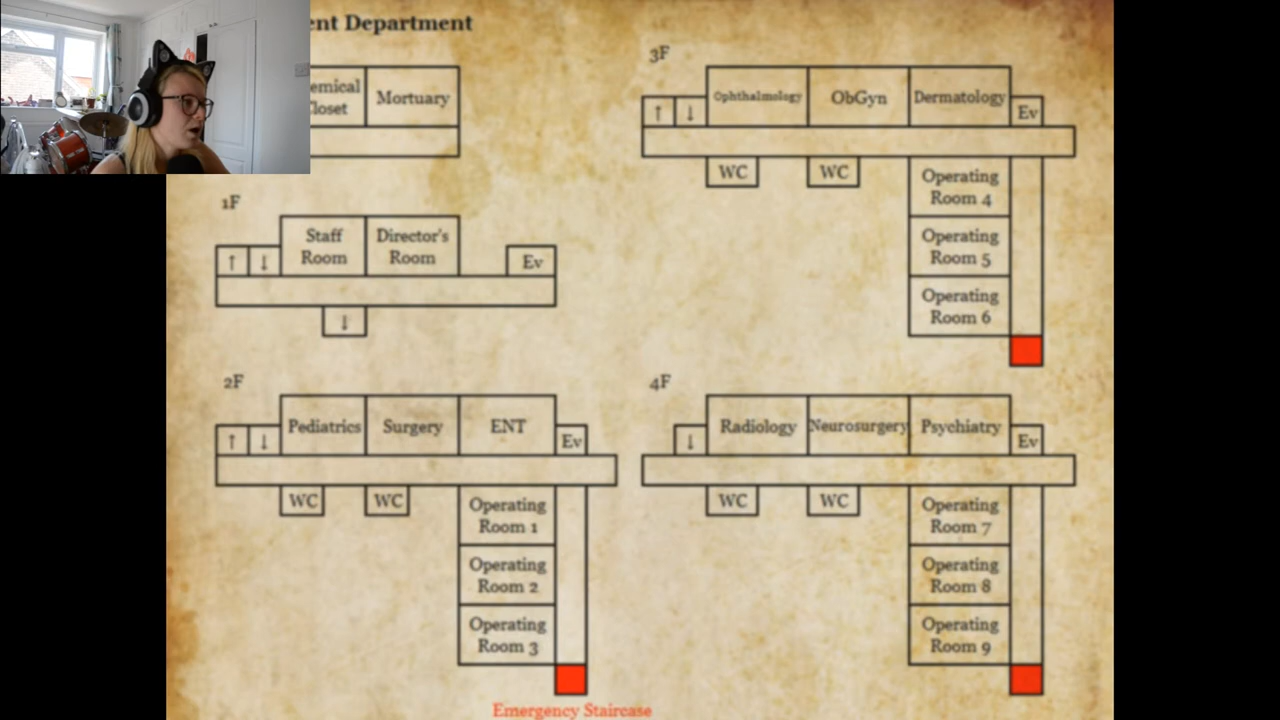 Department
Closet
Mortuary
1F
Staff
Room
Director's
Room
↑
↓
Ev
↓
2F
Pediatrics
Surgery
ENT
↑
↓
Ev
WC
WC
Operating
Room 1
Operating
Room 2
Operating
Room 3
Emergency Staircase
3F
Ophthalmology
ObGyn
Dermatology
↑
↓
Ev
WC
WC
Operating
Room 4
Operating
Room 5
Operating
Room 6
4F
Radiology
Neurosurgery
Psychiatry
↓
Ev
WC
WC
Operating
Room 7
Operating
Room 8
Operating
Room 9